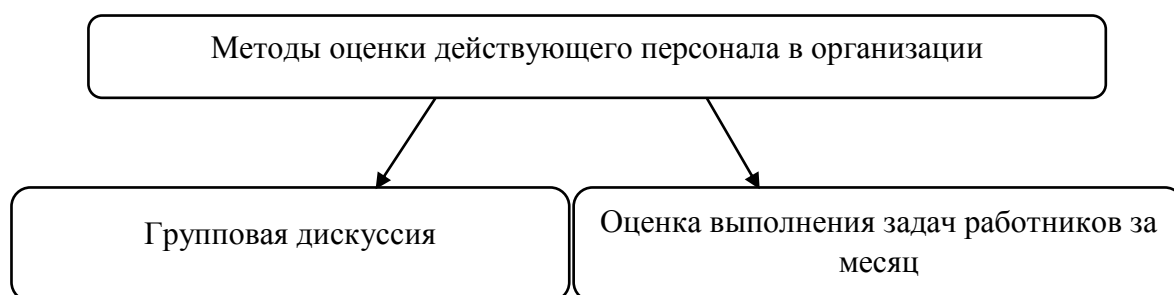 Методы оценки действующего персонала в организации
Групповая дискуссия
Оценка выполнения задач работников за
месяц